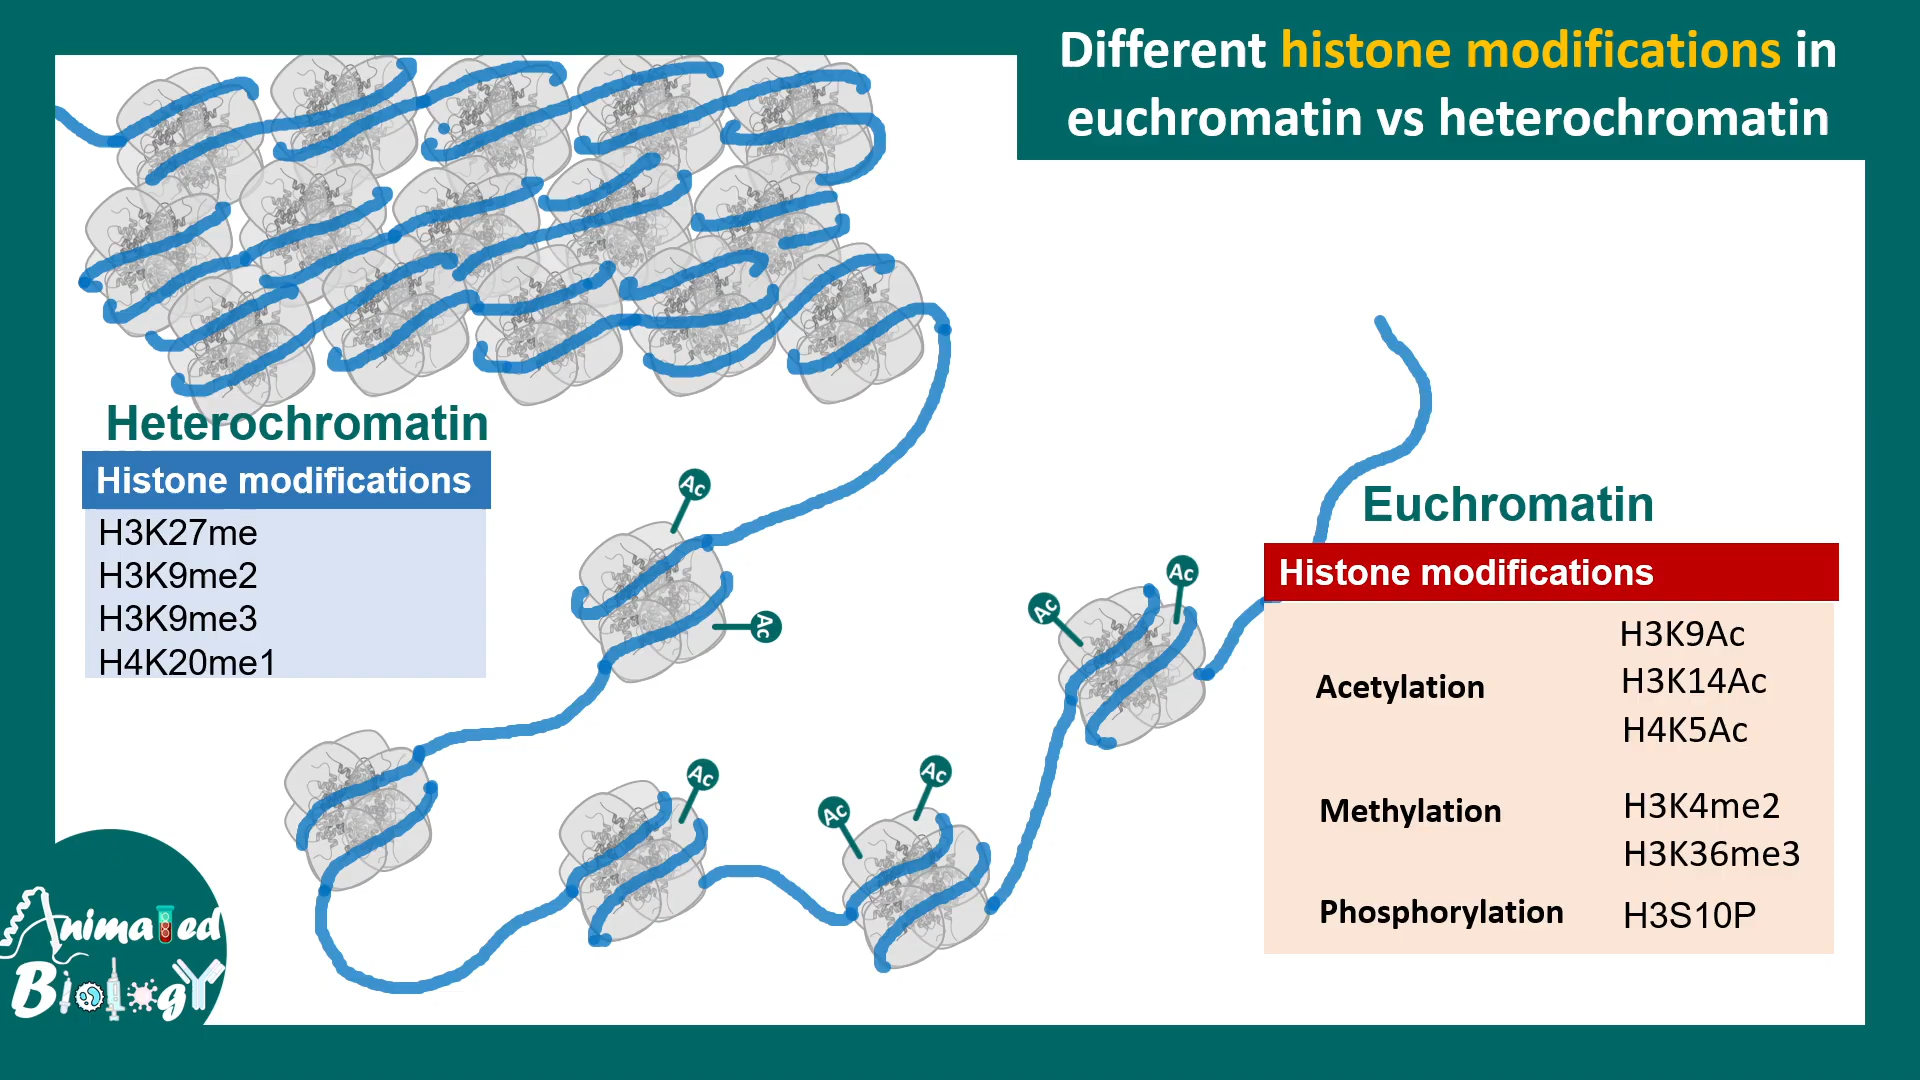 Different histone modifications in
euchromatin vs heterochromatin
Heterochromatin
Histone modifications
H3K27me
H3K9me2
H3K9me3
H4K20me1
Ac
Ac
Ac
Ac
Ac
Ac
Ac
Euchromatin
Histone modifications
Acetylation
H3K9Ac
H3K14Ac
H4K5Ac
Methylation
H3K4me2
H3K36me3
Phosphorylation
H3S10P
Animated
Biology